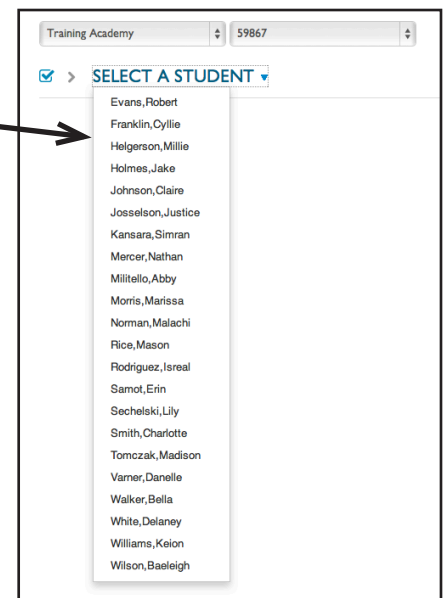 Training Academy 59867
SELECT A STUDENT
Evans,Robert
Franklin,Cyllie
Helgerson,Millie
Holmes,Jake
Johnson,Claire
Josselson,Justice
Kansara,Simran
Mercer,Nathan
Militello,Abby
Morris,Marissa
Norman,Malachi
Rice,Mason
Rodriguez,Isreal
Samot,Erin
Sechelski,Lily
Smith,Charlotte
Tomczak,Madison
Varner,Danelle
Walker,Bella
White,Delaney
Williams,Keion
Wilson,Baeleigh